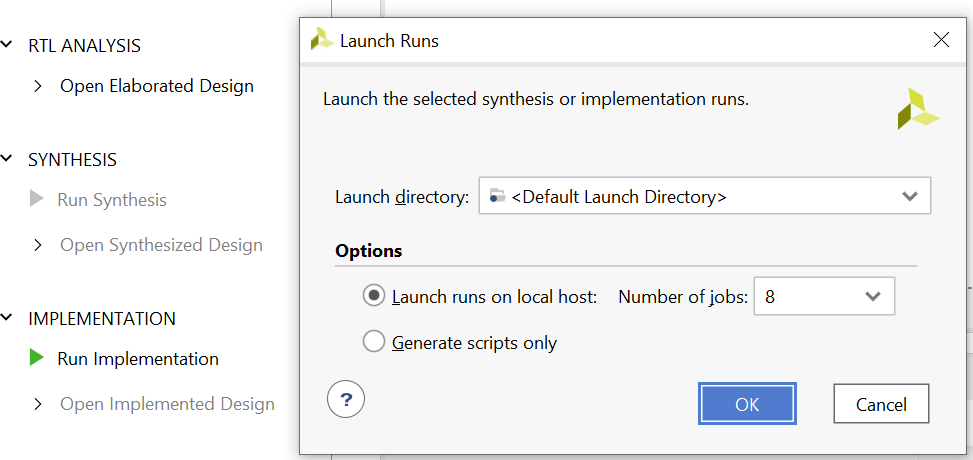 RTL ANALYSIS
Open Elaborated Design
SYNTHESIS
Run Synthesis
Open Synthesized Design
IMPLEMENTATION
Run Implementation
Open Implemented Design
Launch Runs
Launch the selected synthesis or implementation runs.
Launch directory: <Default Launch Directory>
Options
Launch runs on local host: Number of jobs: 8
Generate scripts only
? OK Cancel